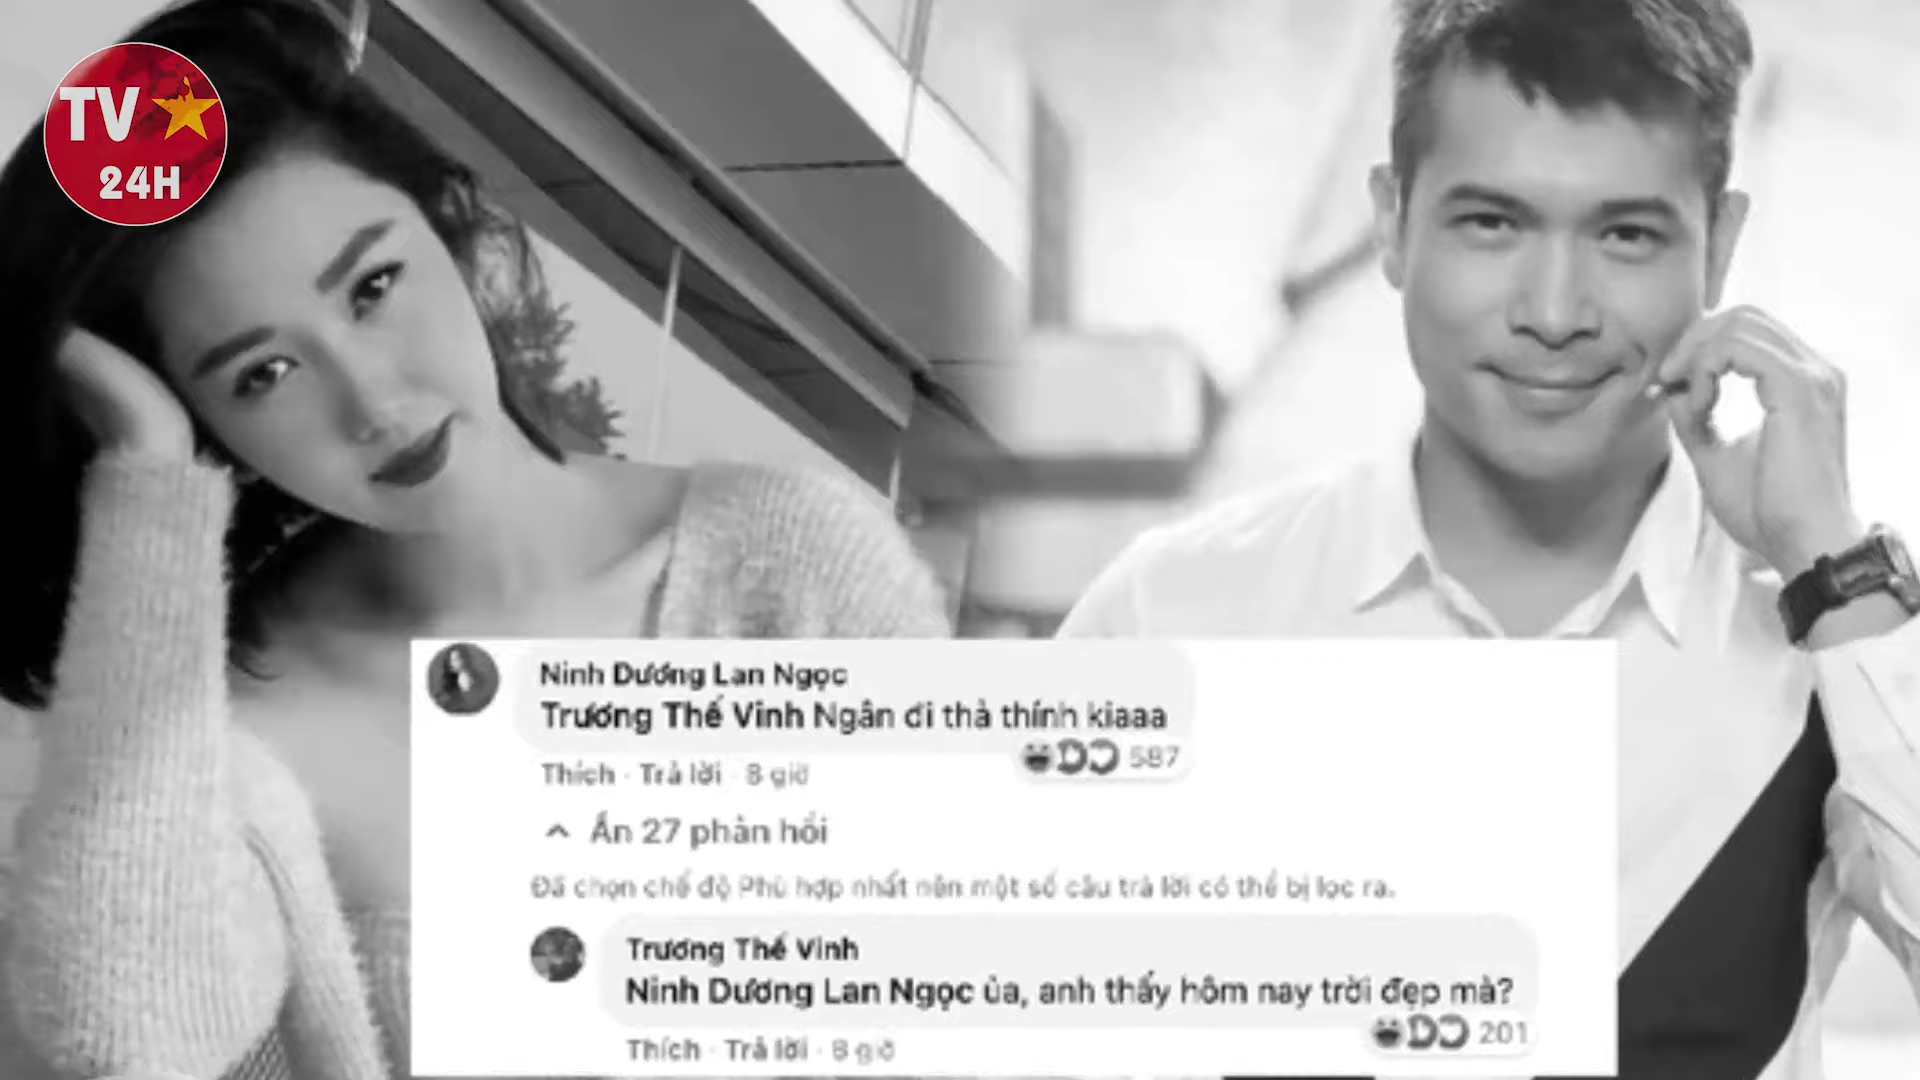 TV
24H
Ninh Dương Lan Ngọc
Trương Thế Vinh Ngân đi thả thính kiaaa
587
Thích · Trả lời · 8 giờ
Ẩn 27 phản hồi
Đã chọn chế độ Phù hợp nhất nên một số câu trả lời có thể bị lọc ra.
Trương Thế Vinh
Ninh Dương Lan Ngọc ủa, anh thấy hôm nay trời đẹp mà?
201
Thích · Trả lời · 8 giờ